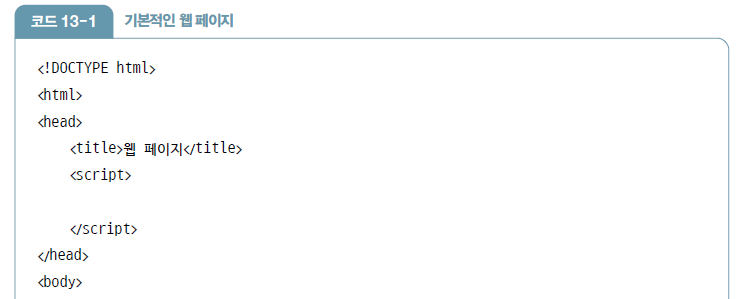 코드 13-1 기본적인 웹 페이지
<!DOCTYPE html>
<html>
<head>
    <title>웹 페이지</title>
    <script>

    </script>
</head>
<body>